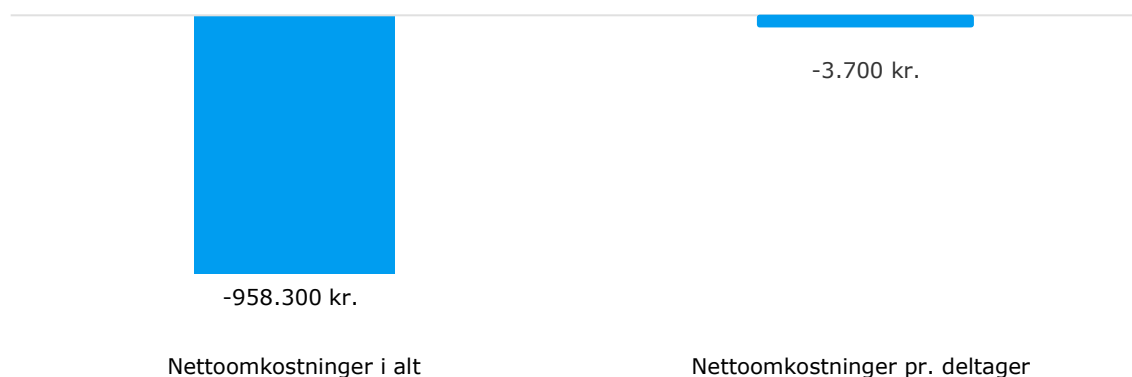 -3.700 kr.
-958.300 kr.
Nettoomkostninger i alt
Nettoomkostninger pr. deltager